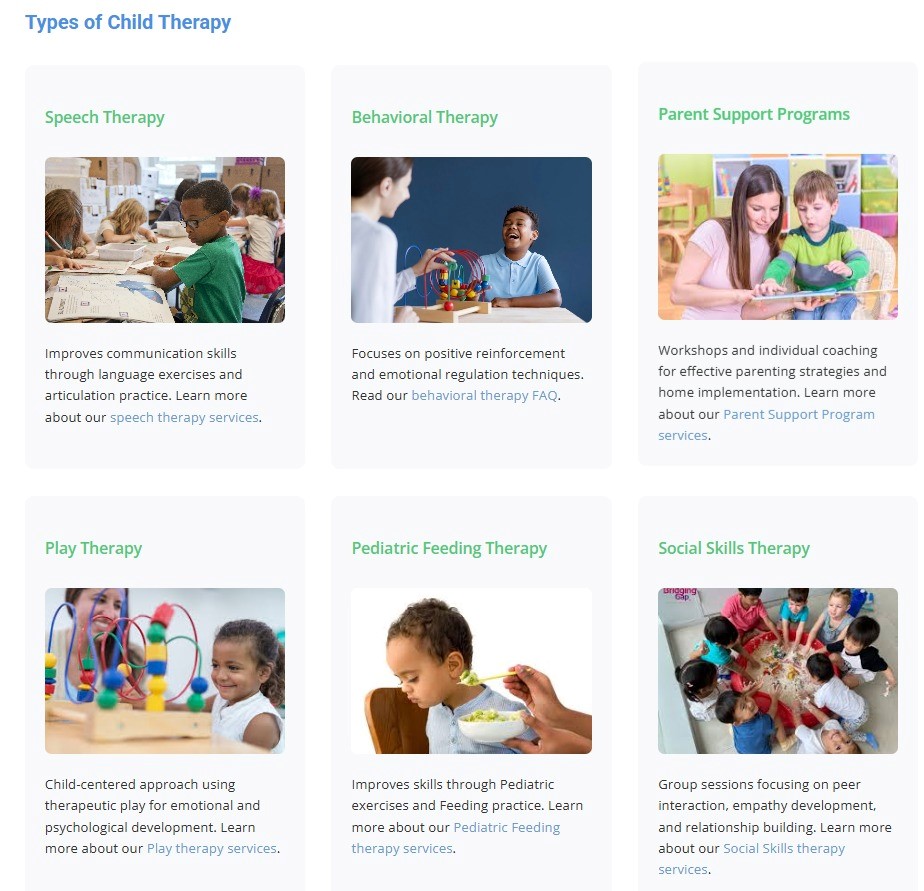 Types of Child Therapy
Speech Therapy
Improves communication skills
through language exercises and
articulation practice. Learn more
about our speech therapy services.
Behavioral Therapy
Focuses on positive reinforcement
and emotional regulation techniques.
Read our behavioral therapy FAQ.
Parent Support Programs
Workshops and individual coaching
for effective parenting strategies and
home implementation. Learn more
about our Parent Support Program
services.
Play Therapy
Child-centered approach using
therapeutic play for emotional and
psychological development. Learn
more about our Play therapy services.
Pediatric Feeding Therapy
Improves skills through Pediatric
exercises and Feeding practice. Learn
more about our Pediatric Feeding
therapy services.
Social Skills Therapy
Bridging
Gap
Group sessions focusing on peer
interaction, empathy development,
and relationship building. Learn more
about our Social Skills therapy
services.